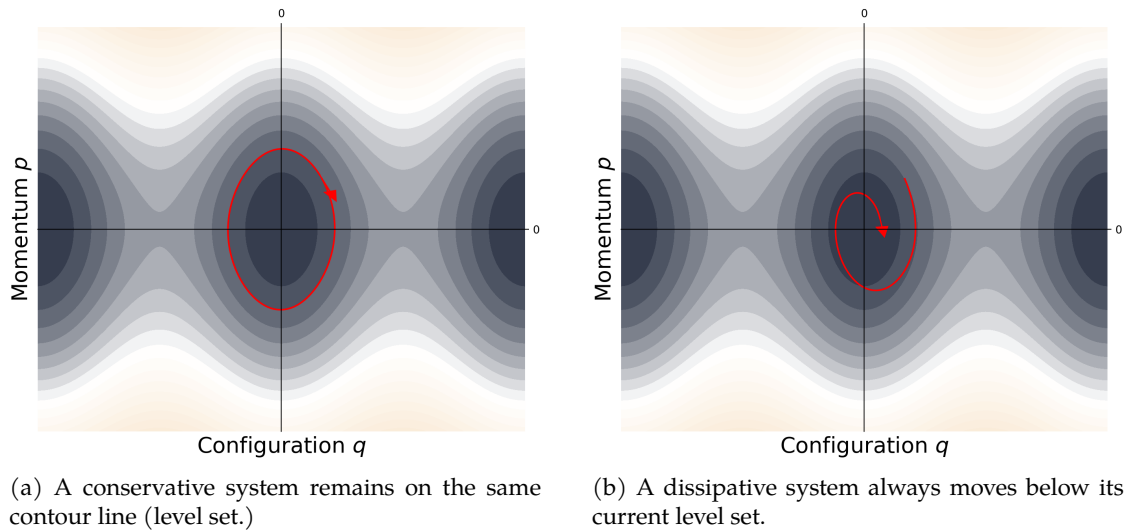 0
0
Momentum p
0
0
Momentum p
Configuration q
Configuration q
(a) A conservative system remains on the same
contour line (level set.)
(b) A dissipative system always moves below its
current level set.